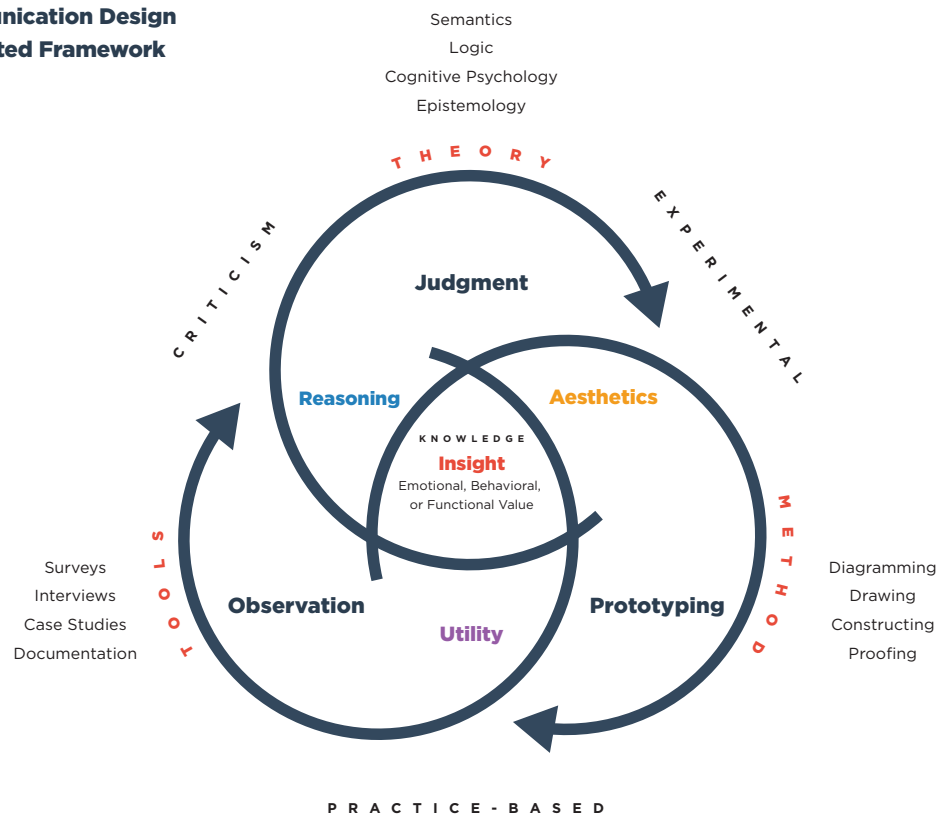 nication Design
ted Framework
Semantics
Logic
Cognitive Psychology
Epistemology
THEORY
CRITICISM
EXPERIMENTAL
Judgment
Reasoning
Aesthetics
KNOWLEDGE
Insight
Emotional, Behavioral,
or Functional Value
TOOLS
METHOD
Surveys
Interviews
Case Studies
Documentation
Observation
Utility
Prototyping
Diagramming
Drawing
Constructing
Proofing
PRACTICE-BASED